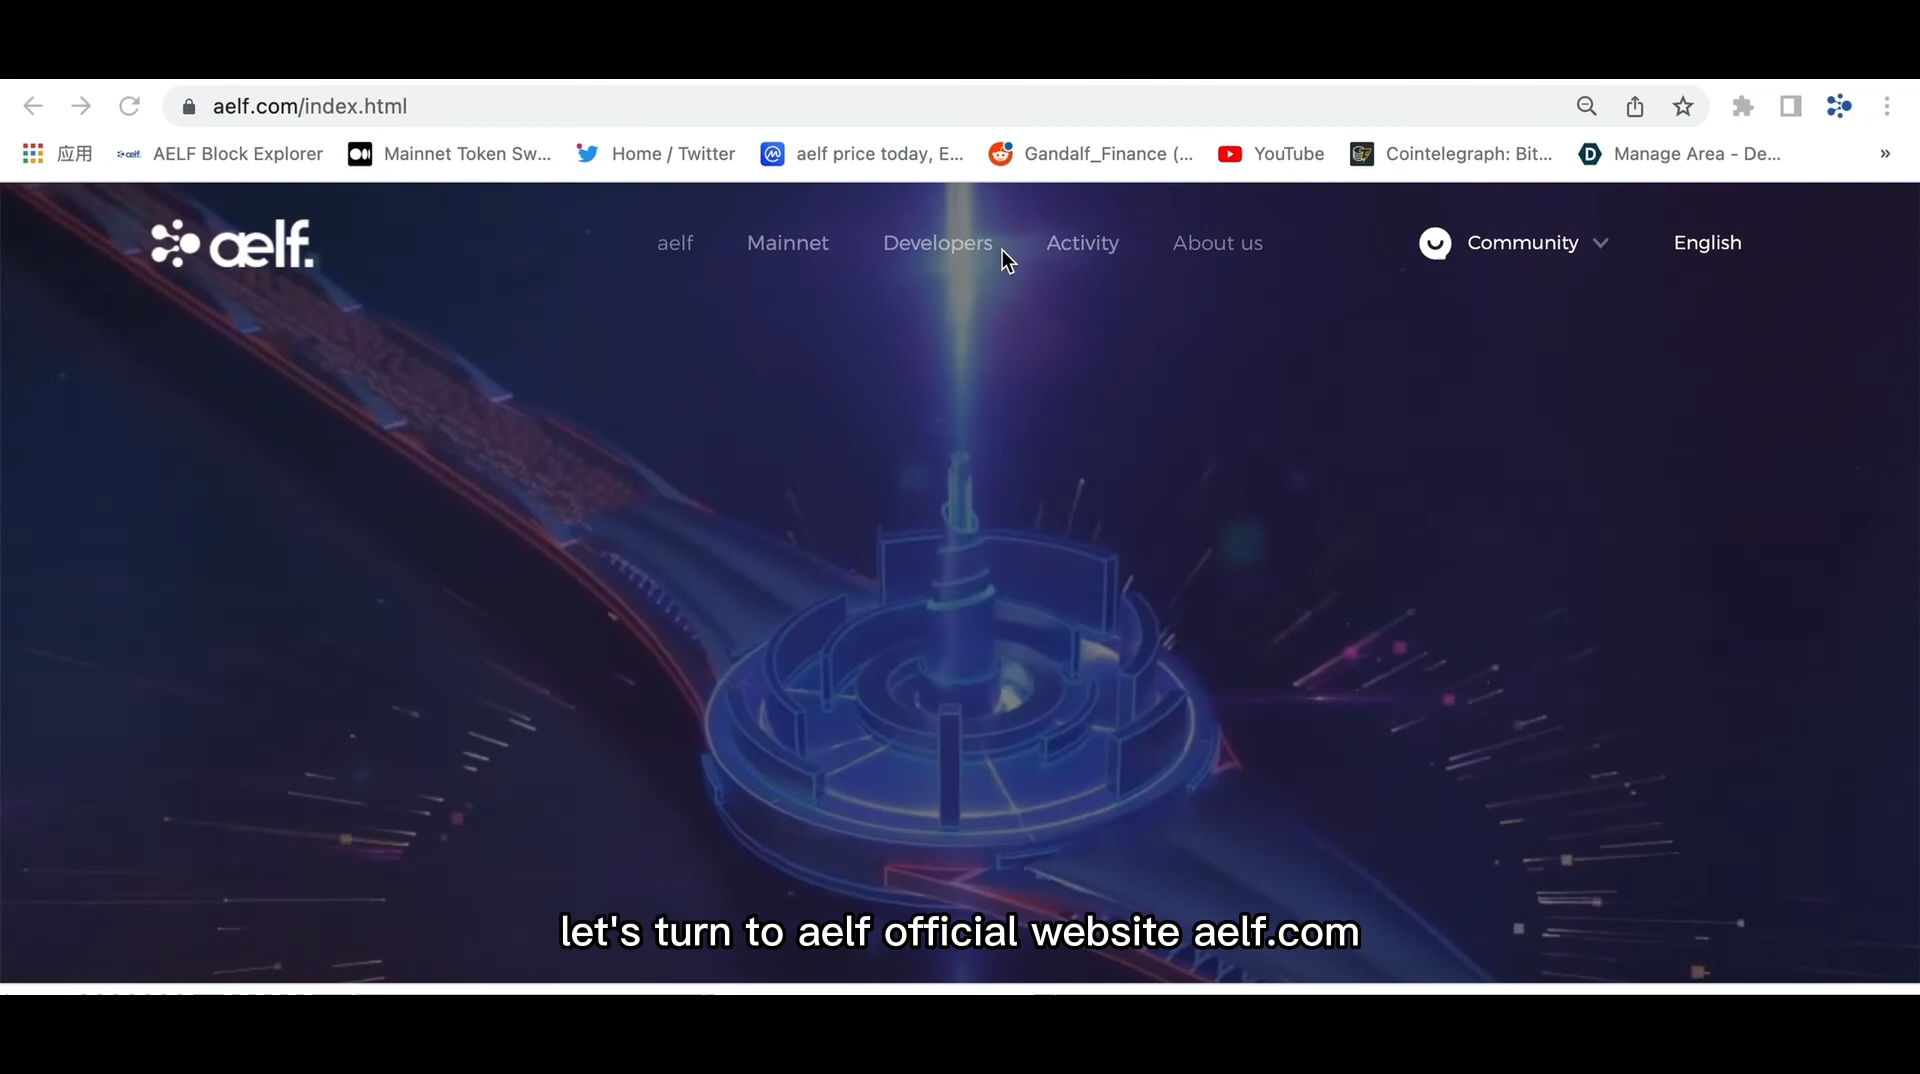 aelf.com/index.html
应用 AELF Block Explorer Mainnet Token Sw... Home / Twitter aelf price today, E... Gandalf_Finance (... YouTube Cointelegraph: Bit... Manage Area - De... »
aelf. aelf Mainnet Developers Activity About us Community English
let's turn to aelf official website aelf.com